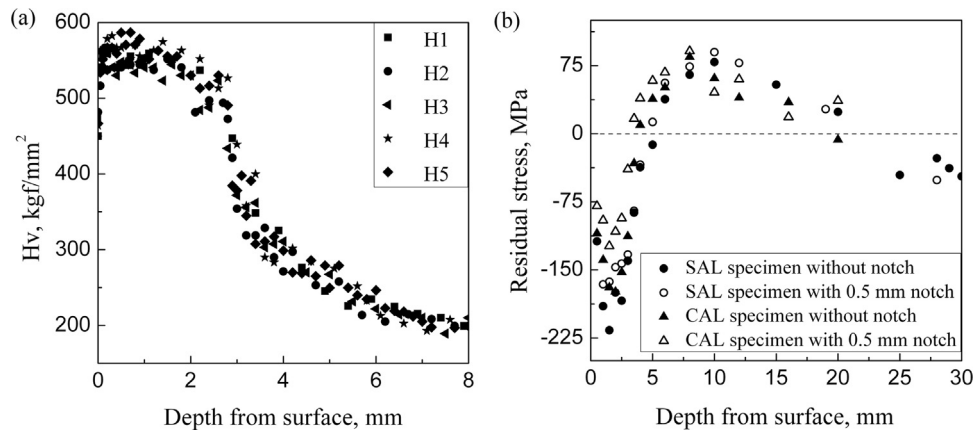 (a)
600
500
400
300
200
0
2
4
6
8
Hv, kgf/mm²
Depth from surface, mm
H1
H2
H3
H4
H5
(b)
75
0
-75
-150
-225
0
5
10
15
20
25
30
Residual stress, MPa
Depth from surface, mm
SAL specimen without notch
SAL specimen with 0.5 mm notch
CAL specimen without notch
CAL specimen with 0.5 mm notch